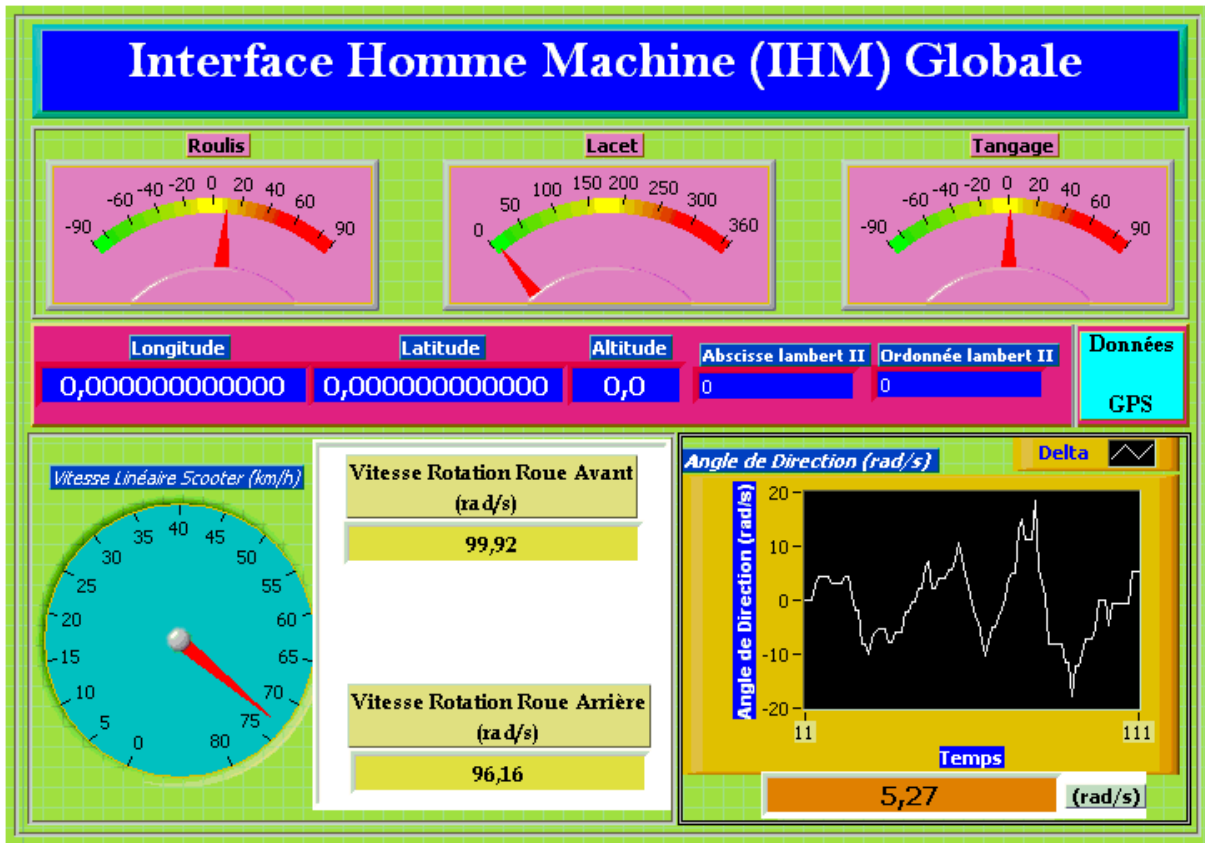 Interface Homme Machine (IHM) Globale
Roulis
Lacet
Tangage
-90 -60 -40 -20 0 20 40 60 90
0 50 100 150 200 250 300 360
-90 -40 -20 0 20 40 60 90
-60
Longitude
Latitude
Altitude
Abscisse lambert II
Ordonnée lambert II
0,000000000000
0,000000000000
0,0
0
0
Données
GPS
Vitesse Linéaire Scooter (km/h)
0 5 10 15 20 25 30 35 40 45 50 55 60 65 70 75 80
Vitesse Rotation Roue Avant
(rad/s)
99,92
Vitesse Rotation Roue Arrière
(rad/s)
96,16
Angle de Direction (rad/s)
Delta
Angle de Direction (rad/s)
20
10
0
-10
-20
11
111
Temps
5,27
(rad/s)